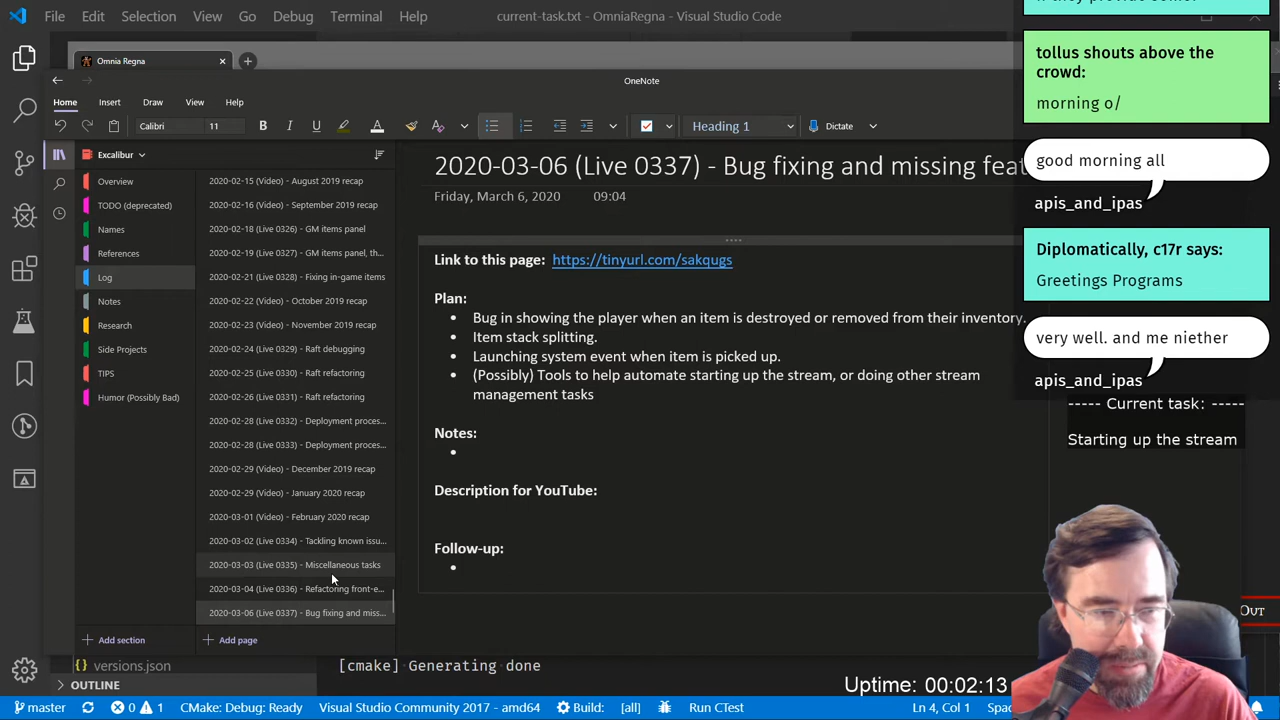 File Edit Selection View Go Debug Terminal Help
current-task.txt - OmniaRegna - Visual Studio Code
Omnia Regna
OneNote
Home Insert Draw View Help
Calibri 11 B I U A Heading 1 Dictate
Excalibur
Overview
TODO (deprecated)
Names
References
Log
Notes
Research
Side Projects
TIPS
Humor (Possibly Bad)
Add section
2020-02-15 (Video) - August 2019 recap
2020-02-16 (Video) - September 2019 recap
2020-02-18 (Live 0326) - GM items panel
2020-02-19 (Live 0327) - GM items panel, th...
2020-02-21 (Live 0328) - Fixing in-game items
2020-02-22 (Video) - October 2019 recap
2020-02-23 (Video) - November 2019 recap
2020-02-24 (Live 0329) - Raft debugging
2020-02-25 (Live 0330) - Raft refactoring
2020-02-26 (Live 0331) - Raft refactoring
2020-02-28 (Live 0332) - Deployment proces...
2020-02-28 (Live 0333) - Deployment proces...
2020-02-29 (Video) - December 2019 recap
2020-02-29 (Video) - January 2020 recap
2020-03-01 (Video) - February 2020 recap
2020-03-02 (Live 0334) - Tackling known issu...
2020-03-03 (Live 0335) - Miscellaneous tasks
2020-03-04 (Live 0336) - Refactoring front-e...
2020-03-06 (Live 0337) - Bug fixing and miss...
Add page
2020-03-06 (Live 0337) - Bug fixing and missing feat
Friday, March 6, 2020 09:04
Link to this page: https://tinyurl.com/sakqugs
Plan:
• Bug in showing the player when an item is destroyed or removed from their inventory.
• Item stack splitting.
• Launching system event when item is picked up.
• (Possibly) Tools to help automate starting up the stream, or doing other stream
management tasks
Notes:
•
Description for YouTube:
Follow-up:
•
tollus shouts above the
crowd:
morning o/
good morning all
apis_and_ipas
Diplomatically, c17r says:
Greetings Programs
very well. and me niether
apis_and_ipas
----- Current task: -----
Starting up the stream
{} versions.json
OUTLINE
[cmake] Generating done
Uptime: 00:02:13
master 0 1 CMake: Debug: Ready Visual Studio Community 2017 - amd64 Build: [all] Run CTest Ln 4, Col 1